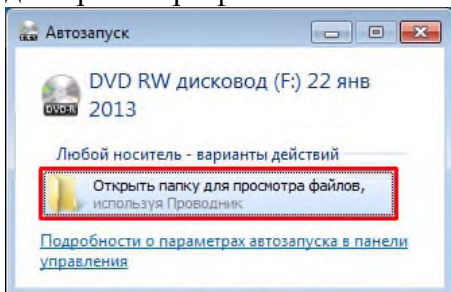 Автозапуск
DVD RW дисковод (F:) 22 янв
2013
DVD-R
Любой носитель - варианты действий
Открыть папку для просмотра файлов,
используя Проводник
Подробности о параметрах автозапуска в панели
управления